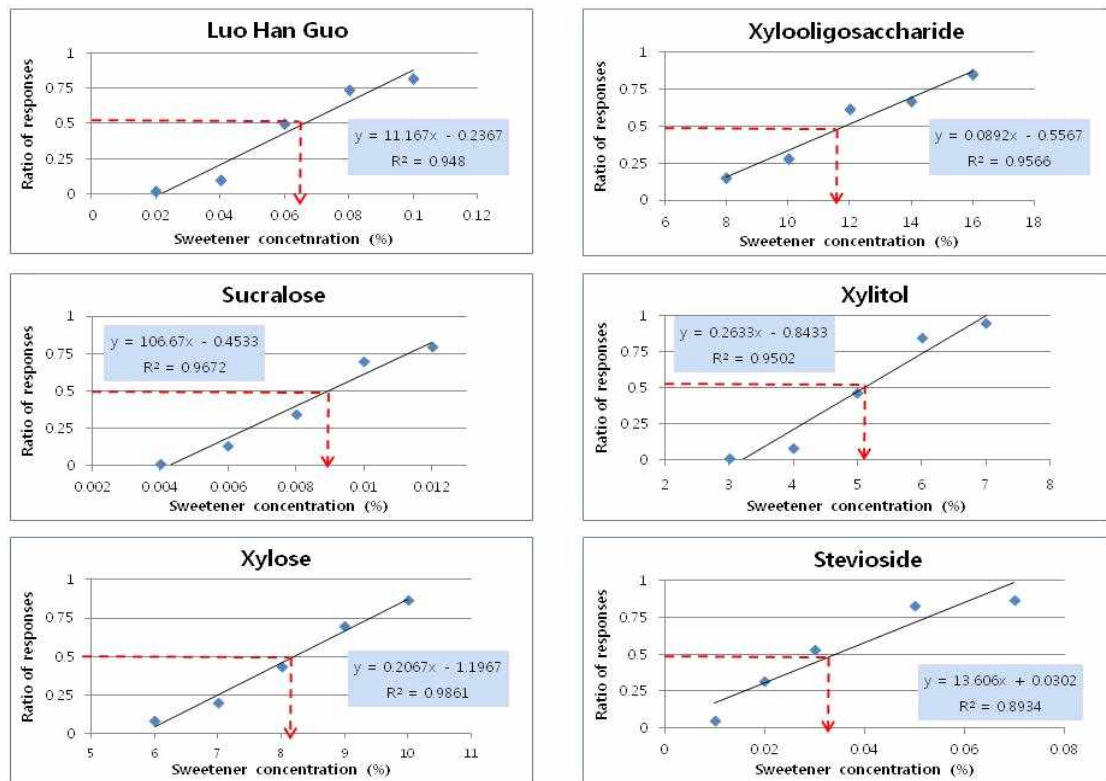 Luo Han Guo
Ratio of responses
1
0.75
0.5
0.25
0
y = 11.167x - 0.2367
R² = 0.948
0 0.02 0.04 0.06 0.08 0.1 0.12
Sweetener concetnration (%)
Xylooligosaccharide
Ratio of responses
1
0.75
0.5
0.25
0
y = 0.0892x - 0.5567
R² = 0.9566
6 8 10 12 14 16 18
Sweetener concentration (%)
Sucralose
Ratio of responses
1
0.75
0.5
0.25
0
y = 106.67x - 0.4533
R² = 0.9672
0.002 0.004 0.006 0.008 0.01 0.012
Sweetener concentration (%)
Xylitol
Ratio of responses
1
0.75
0.5
0.25
0
y = 0.2633x - 0.8433
R² = 0.9502
2 3 4 5 6 7 8
Sweetener concentration (%)
Xylose
Ratio of responses
1
0.75
0.5
0.25
0
y = 0.2067x - 1.1967
R² = 0.9861
5 6 7 8 9 10 11
Sweetener concentration (%)
Stevioside
Ratio of responses
1
0.75
0.5
0.25
0
y = 13.606x + 0.0302
R² = 0.8934
0 0.02 0.04 0.06 0.08
Sweetener concentration (%)